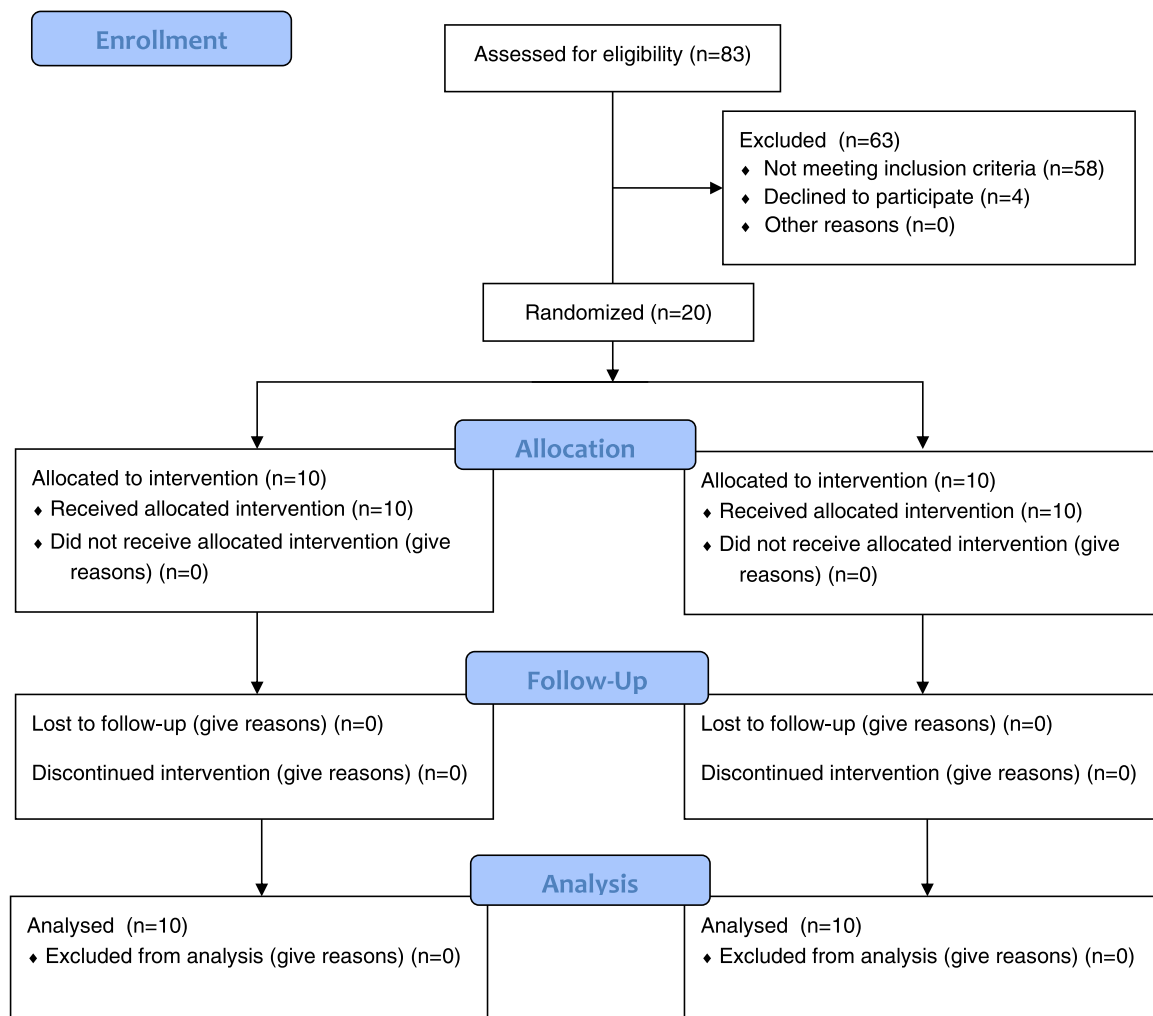 Enrollment
Assessed for eligibility (n=83)
Excluded (n=63)
♦ Not meeting inclusion criteria (n=58)
♦ Declined to participate (n=4)
♦ Other reasons (n=0)
Randomized (n=20)
Allocation
Allocated to intervention (n=10)
♦ Received allocated intervention (n=10)
♦ Did not receive allocated intervention (give
reasons) (n=0)
Allocated to intervention (n=10)
♦ Received allocated intervention (n=10)
♦ Did not receive allocated intervention (give
reasons) (n=0)
Follow-Up
Lost to follow-up (give reasons) (n=0)
Discontinued intervention (give reasons) (n=0)
Lost to follow-up (give reasons) (n=0)
Discontinued intervention (give reasons) (n=0)
Analysis
Analysed (n=10)
♦ Excluded from analysis (give reasons) (n=0)
Analysed (n=10)
♦ Excluded from analysis (give reasons) (n=0)